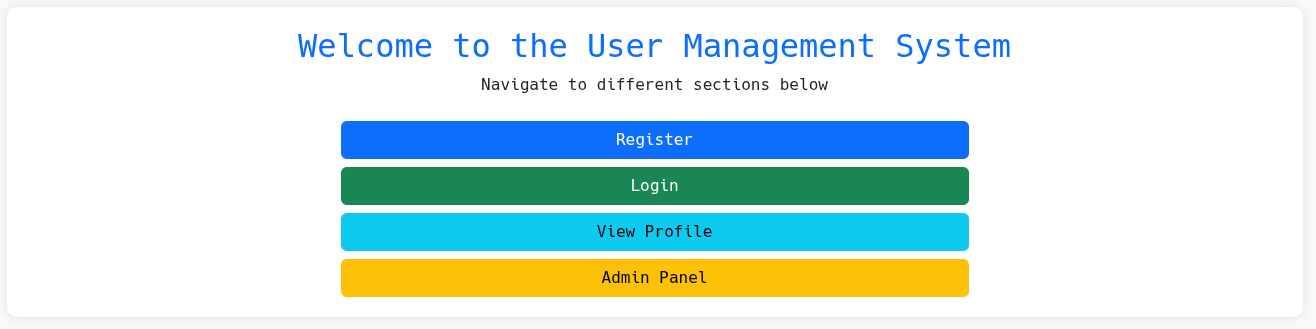 Welcome to the User Management System
Navigate to different sections below
Register
Login
View Profile
Admin Panel